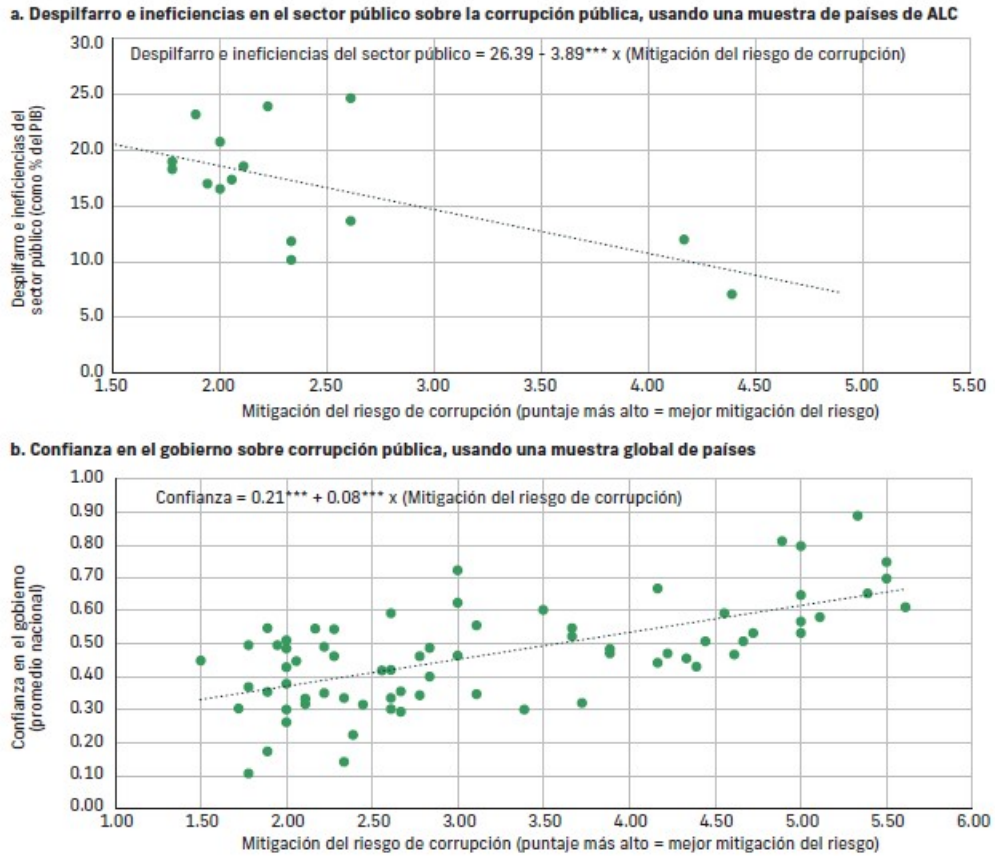 a. Despilfarro e ineficiencias en el sector público sobre la corrupción pública, usando una muestra de países de ALC
Despilfarro e ineficiencias del sector público = 26.39 - 3.89*** x (Mitigación del riesgo de corrupción)
Despilfarro e ineficiencias del
sector público (como % del PIB)
30.0
25.0
20.0
15.0
10.0
5.0
0.0
1.50 2.00 2.50 3.00 3.50 4.00 4.50 5.00 5.50
Mitigación del riesgo de corrupción (puntaje más alto = mejor mitigación del riesgo)
b. Confianza en el gobierno sobre corrupción pública, usando una muestra global de países
Confianza = 0.21*** + 0.08*** x (Mitigación del riesgo de corrupción)
Confianza en el gobierno
(promedio nacional)
1.00
0.90
0.80
0.70
0.60
0.50
0.40
0.30
0.20
0.10
0.00
1.00 1.50 2.00 2.50 3.00 3.50 4.00 4.50 5.00 5.50 6.00
Mitigación del riesgo de corrupción (puntaje más alto = mejor mitigación del riesgo)